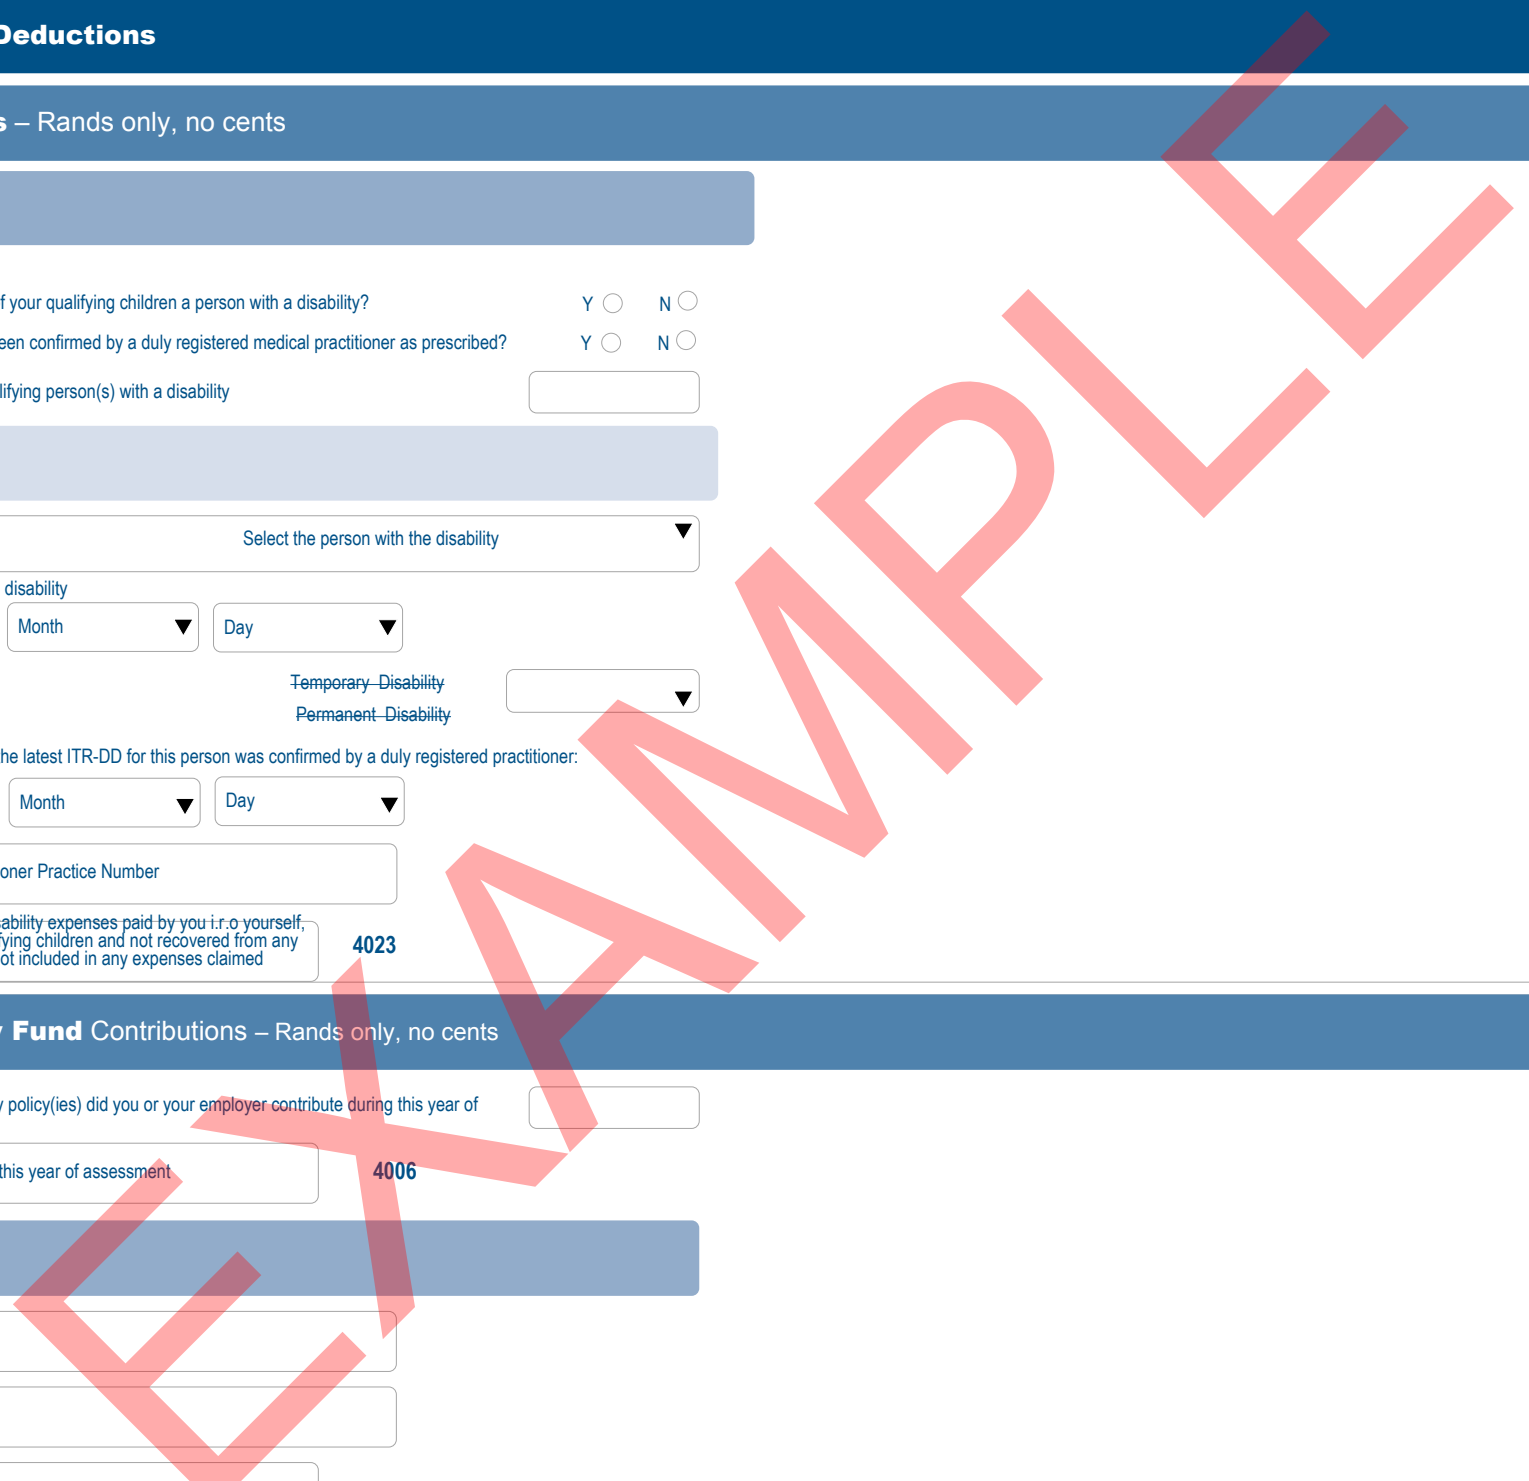 Deductions
s – Rands only, no cents
f your qualifying children a person with a disability? Y N
een confirmed by a duly registered medical practitioner as prescribed? Y N
lifying person(s) with a disability
Select the person with the disability
disability
Month Day
Temporary Disability
Permanent Disability
he latest ITR-DD for this person was confirmed by a duly registered practitioner:
Month Day
oner Practice Number
sability expenses paid by you i.r.o yourself,
fying children and not recovered from any
ot included in any expenses claimed
4023
y Fund Contributions – Rands only, no cents
y policy(ies) did you or your employer contribute during this year of
this year of assessment 4006
EXAMPLE